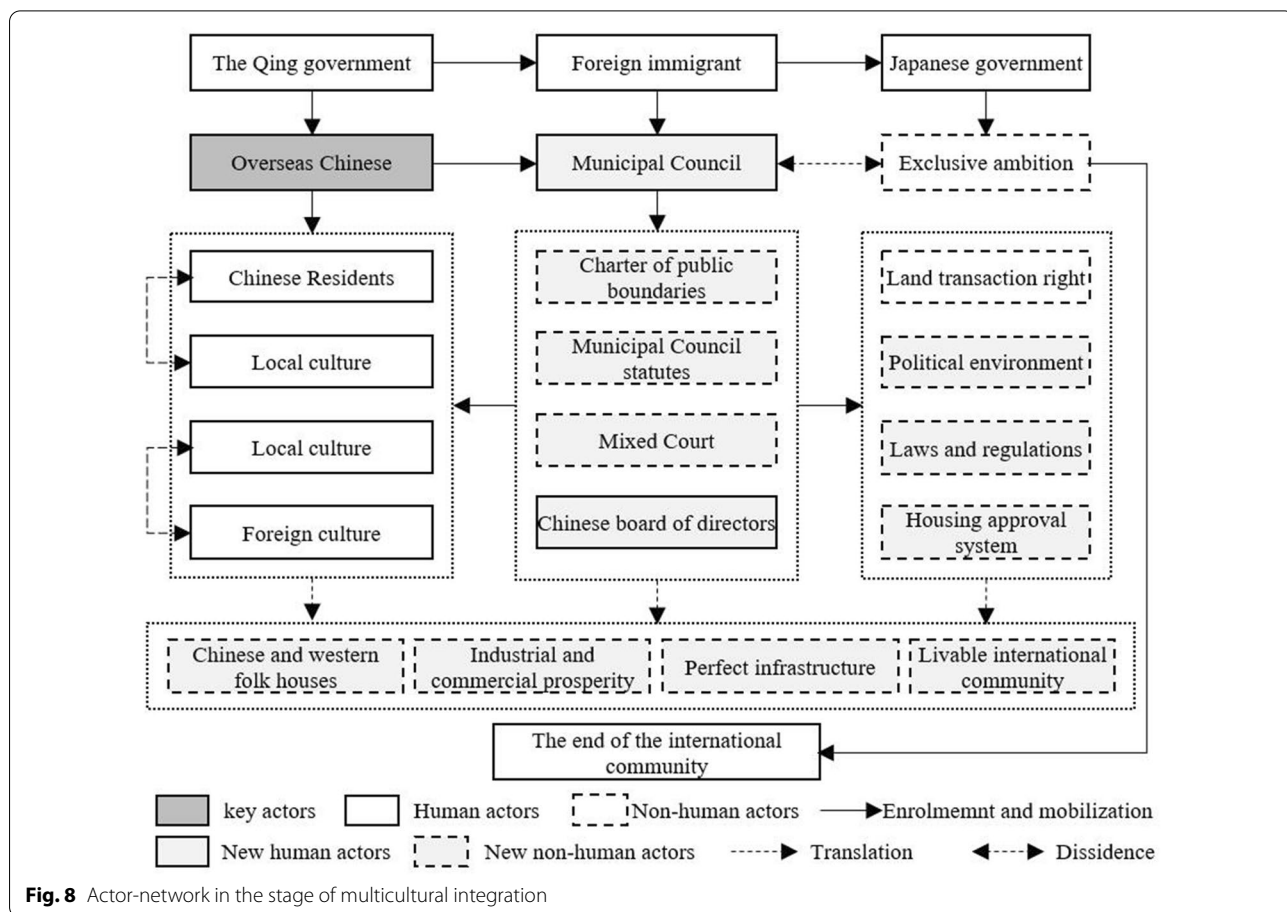 The Qing government
Foreign immigrant
Japanese government
Overseas Chinese
Municipal Council
Exclusive ambition
Chinese Residents
Local culture
Local culture
Foreign culture
Charter of public
boundaries
Municipal Council
statutes
Mixed Court
Chinese board of directors
Land transaction right
Political environment
Laws and regulations
Housing approval
system
Chinese and western
folk houses
Industrial and
commercial prosperity
Perfect infrastructure
Livable international
community
The end of the international
community
key actors
Human actors
Non-human actors
Enrolmemnt and mobilization
New human actors
New non-human actors
Translation
Dissidence
Fig. 8 Actor-network in the stage of multicultural integration